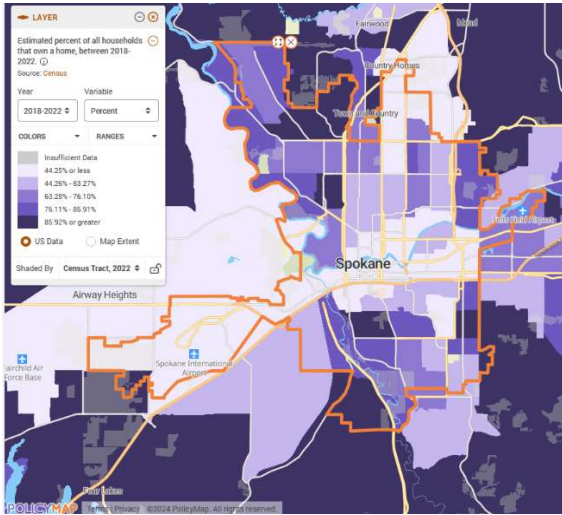 LAYER
Estimated percent of all households
that own a home, between 2018-
2022.
Source: Census
Year
Variable
2018-2022
Percent
COLORS
RANGES
Insufficient Data
44.25% or less
44.26% - 63.27%
63.28% - 76.10%
76.11% - 85.91%
85.92% or greater
US Data
Map Extent
Shaded By
Census Tract, 2022
Fairwood
Mead
Country Homes
Town and Country
Felts Field Airport
Spokane
Airway Heights
Fairchild Air
Force Base
Spokane International
Airport
Four Lakes
POLICYMAP
Terms | Privacy ©2024 PolicyMap. All rights reserved.